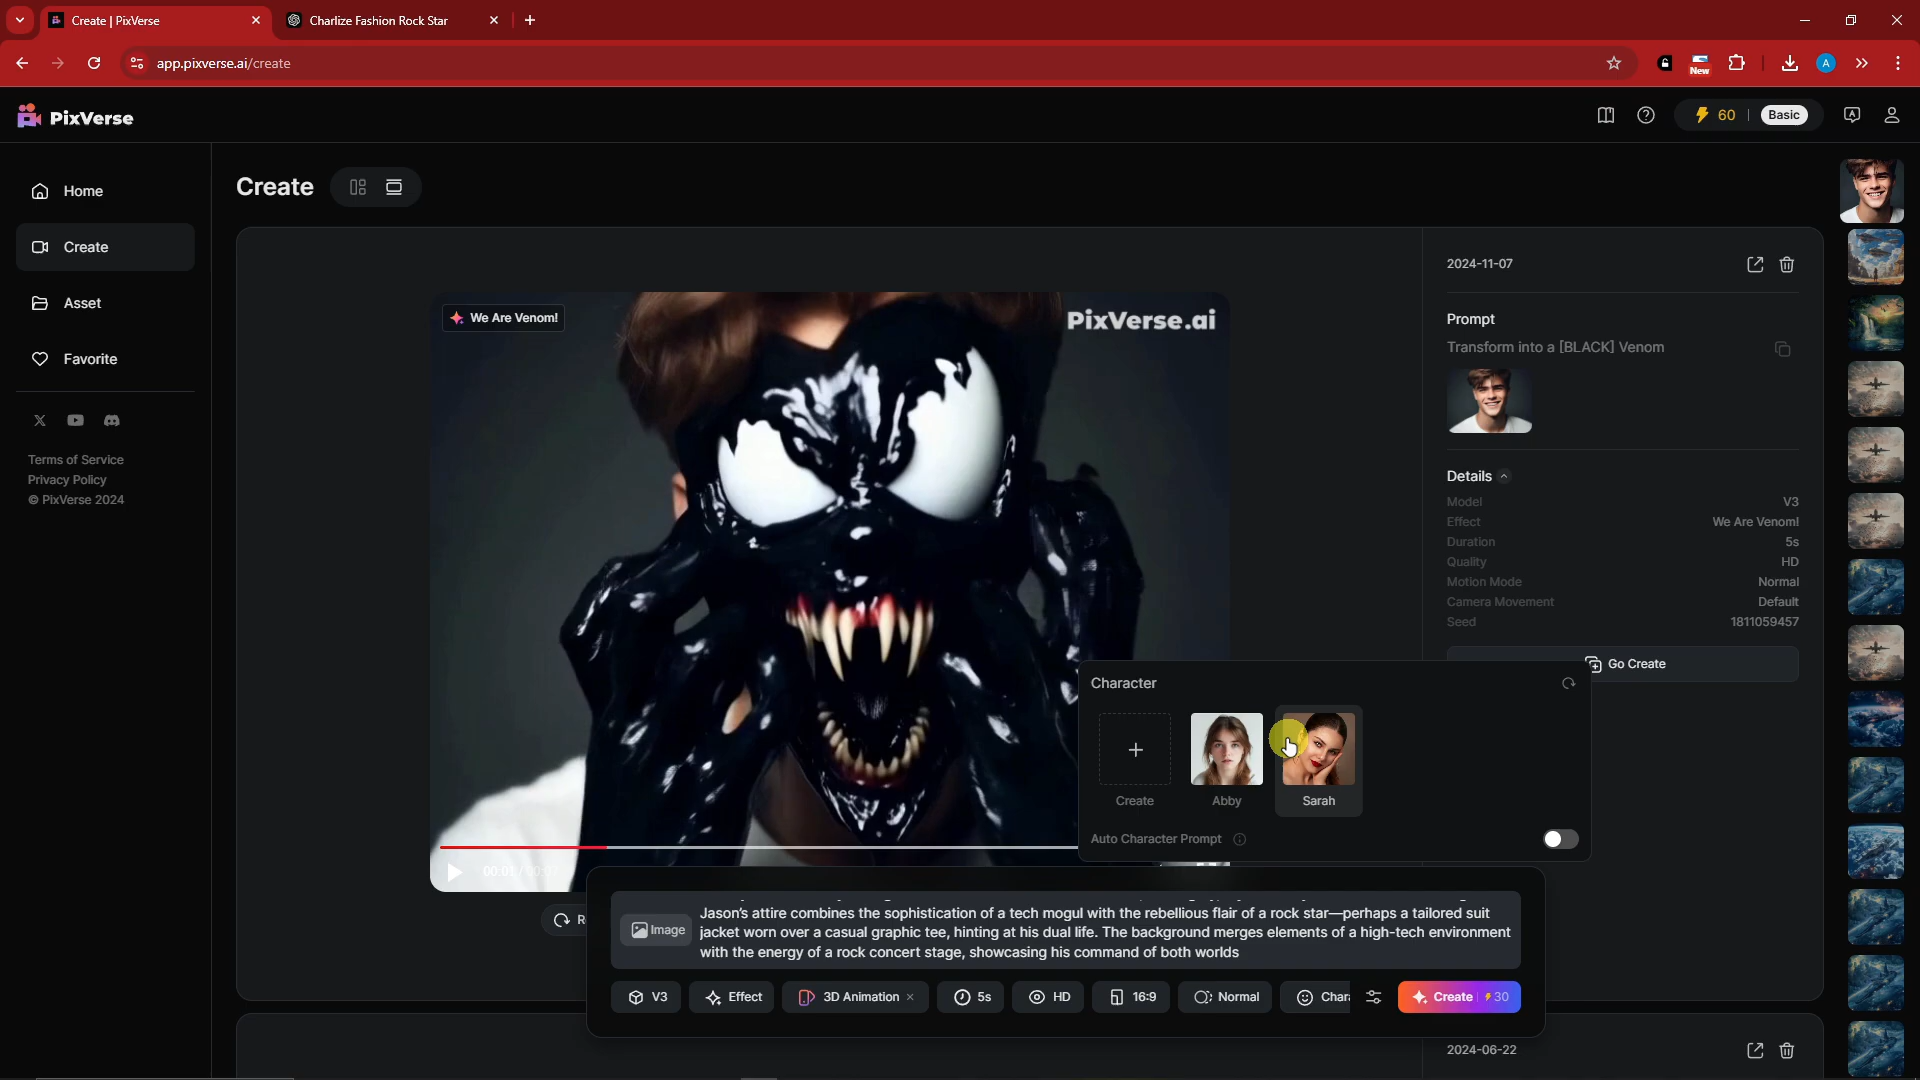 Create | PixVerse
Charlize Fashion Rock Star
app.pixverse.ai/create
New
A
PixVerse
60
Basic
Home
Create
Asset
Favorite
Terms of Service
Privacy Policy
© PixVerse 2024
Create
We Are Venom!
PixVerse.ai
2024-11-07
Prompt
Transform into a [BLACK] Venom
Details
Model V3
Effect We Are Venom!
Duration 5s
Quality HD
Motion Mode Normal
Camera Movement Default
Seed 1811059457
Go Create
Character
Create
Abby
Sarah
Auto Character Prompt
Image
Jason's attire combines the sophistication of a tech mogul with the rebellious flair of a rock star—perhaps a tailored suit
jacket worn over a casual graphic tee, hinting at his dual life. The background merges elements of a high-tech environment
with the energy of a rock concert stage, showcasing his command of both worlds
V3
Effect
3D Animation
5s
HD
16:9
Normal
Chara
Create
30
2024-06-22